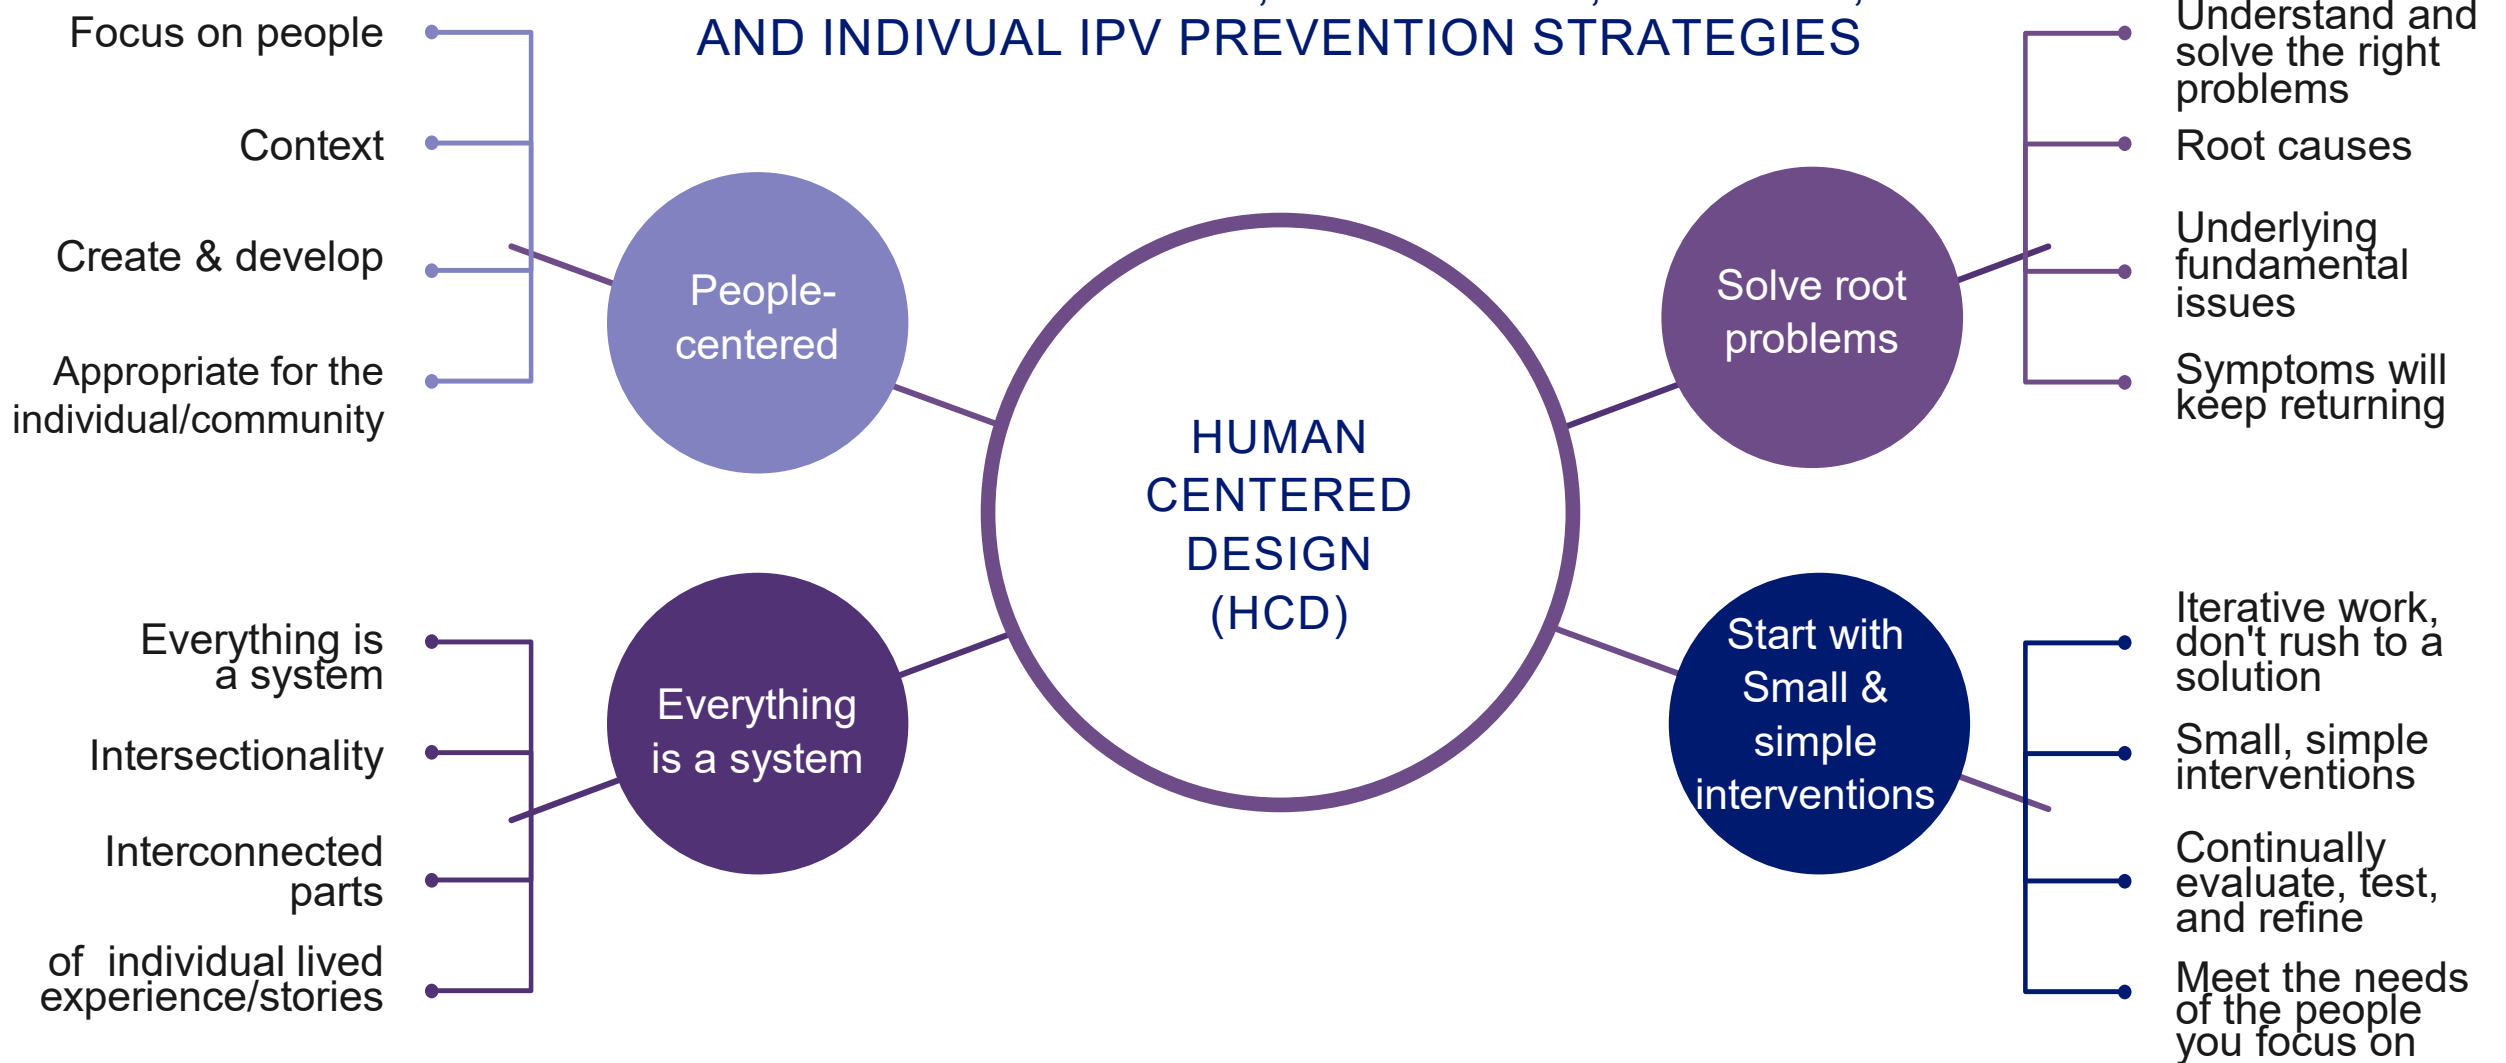 AND INDIVUAL IPV PREVENTION STRATEGIES
Focus on people
Context
Create & develop
Appropriate for the
individual/community
People-
centered
Everything is
a system
Intersectionality
Interconnected
parts
of individual lived
experience/stories
Everything
is a system
HUMAN
CENTERED
DESIGN
(HCD)
Solve root
problems
Understand and
solve the right
problems
Root causes
Underlying
fundamental
issues
Symptoms will
keep returning
Start with
Small &
simple
interventions
Iterative work,
don't rush to a
solution
Small, simple
interventions
Continually
evaluate, test,
and refine
Meet the needs
of the people
you focus on